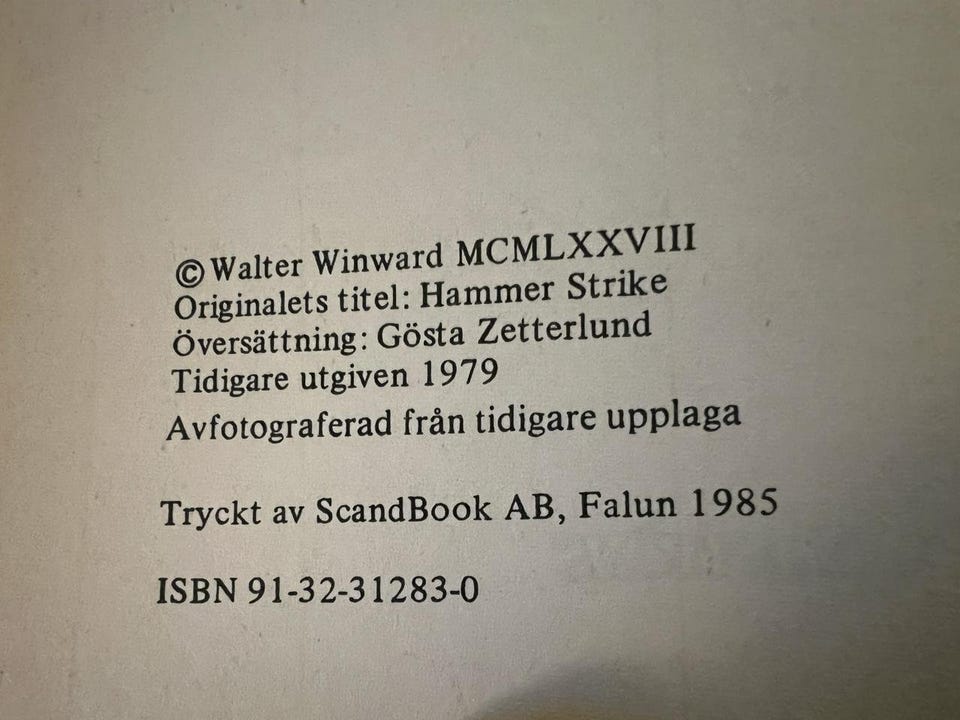 © Walter Winward MCMLXXVIII
Originalets titel: Hammer Strike
Översättning: Gösta Zetterlund
Tidigare utgiven 1979
Avfotograferad från tidigare upplaga
Tryckt av ScandBook AB, Falun 1985
ISBN 91-32-31283-0